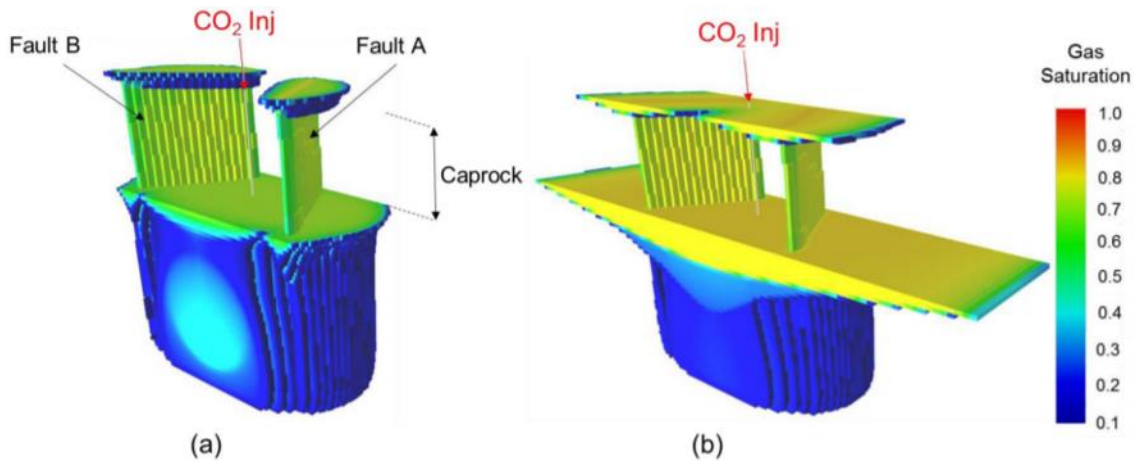 CO2 Inj
Fault B
Fault A
Caprock
(a)
CO2 Inj
(b)
Gas
Saturation
1.0
0.9
0.8
0.7
0.6
0.5
0.4
0.3
0.2
0.1